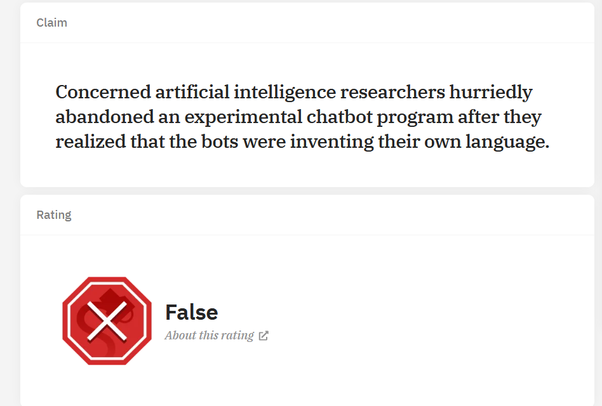 Claim
Concerned artificial intelligence researchers hurriedly
abandoned an experimental chatbot program after they
realized that the bots were inventing their own language.
Rating
False
About this rating